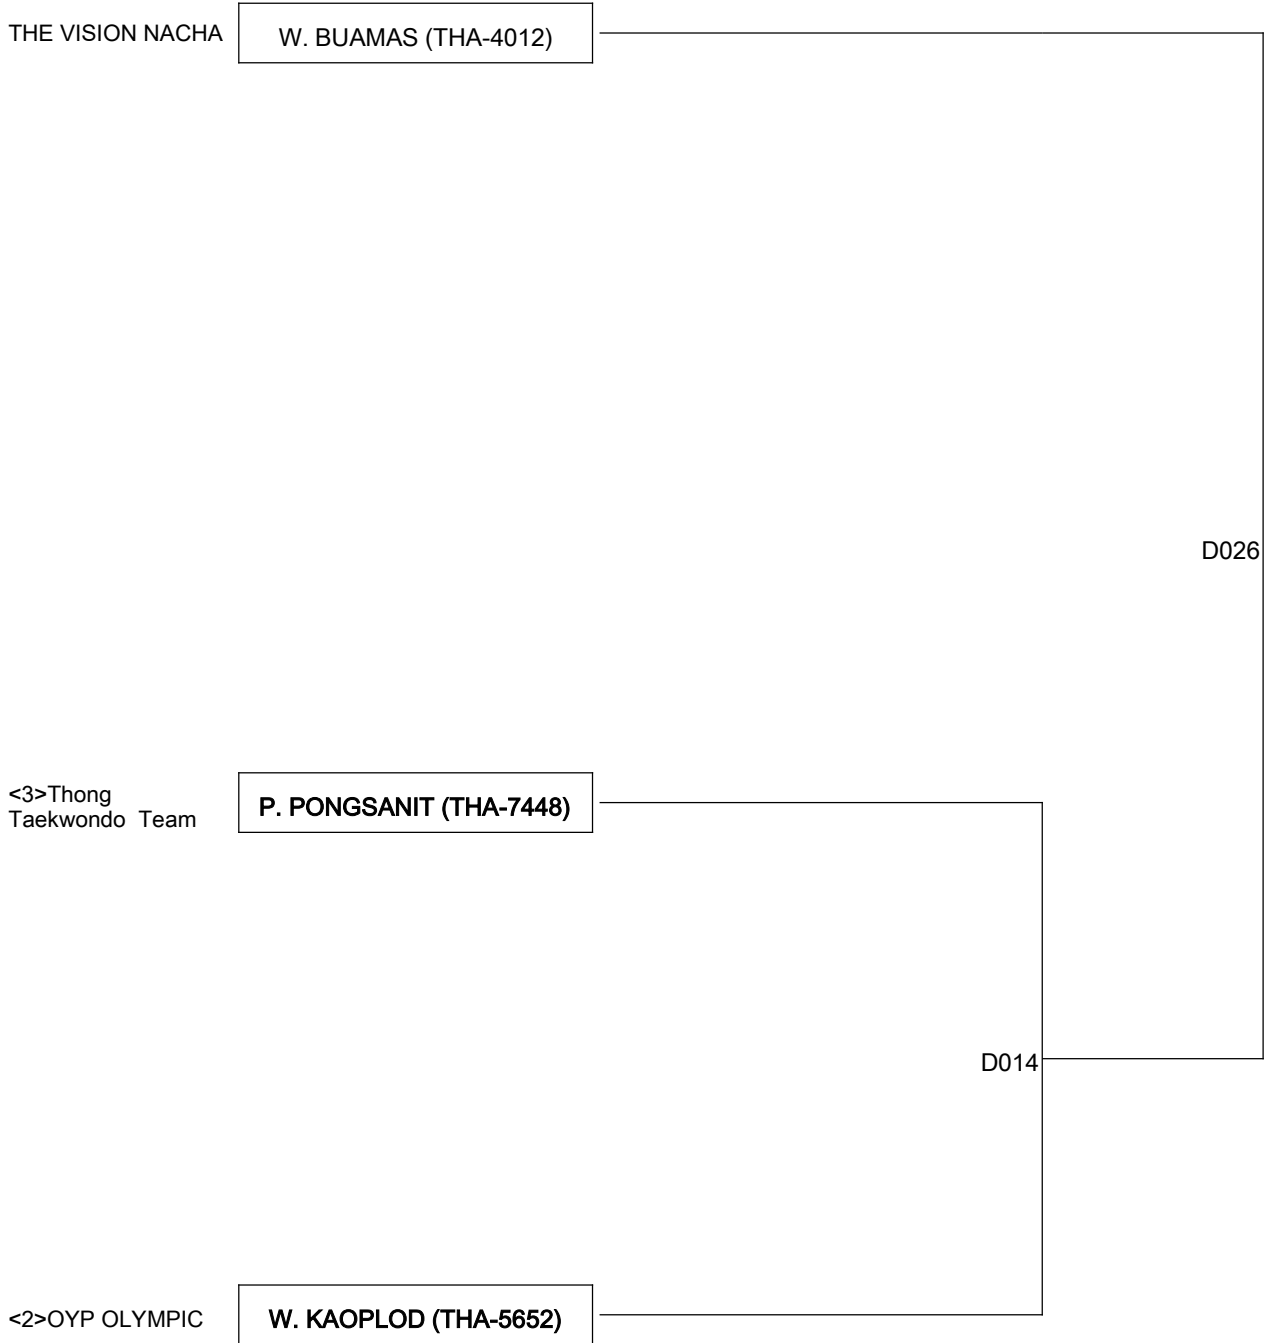 THE VISION NACHA
W. BUAMAS (THA-4012)
D026
<3>Thong
Taekwondo Team
P. PONGSANIT (THA-7448)
D014
<2>OYP OLYMPIC
W. KAOPLOD (THA-5652)